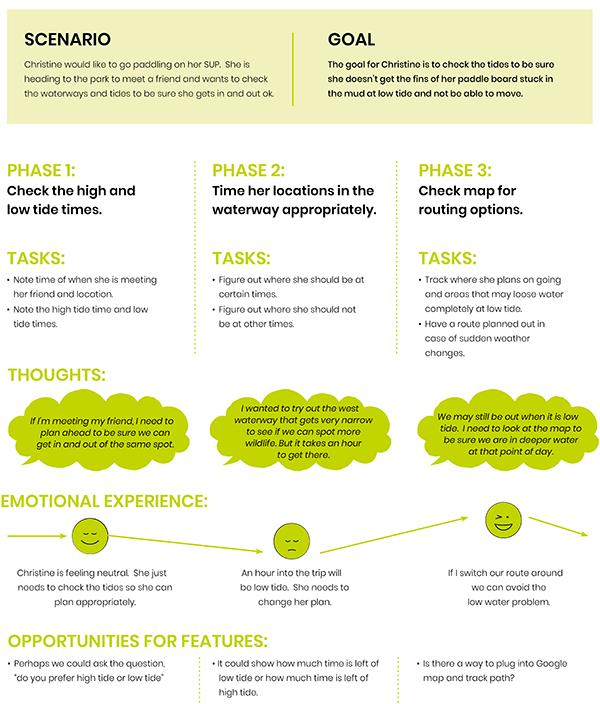 SCENARIO
Christine would like to go paddling on her SUP. She is
heading to the park to meet a friend and wants to check
the waterways and tides to be sure she gets in and out ok.
GOAL
The goal for Christine is to check the tides to be sure
she doesn't get the fins of her paddle board stuck in
the mud at low tide and not be able to move.
PHASE 1:
Check the high and
low tide times.
PHASE 2:
Time her locations in the
waterway appropriately.
PHASE 3:
Check map for
routing options.
TASKS:
• Note time of when she is meeting
her friend and location.
• Note the high tide time and low
tide times.
TASKS:
• Figure out where she should be at
certain times.
• Figure out where she should not
be at other times.
TASKS:
• Track where she plans on going
and areas that may loose water
completely at low tide.
• Have a route planned out in
case of sudden weather
changes.
THOUGHTS:
If I'm meeting my friend, I need to
plan ahead to be sure we can
get in and out of the same spot.
I wanted to try out the west
waterway that gets very narrow
to see if we can spot more
wildlife. But it takes an hour
to get there.
We may still be out when it is low
tide. I need to look at the map to
be sure we are in deeper water
at that point of day.
EMOTIONAL EXPERIENCE:
Christine is feeling neutral. She just
needs to check the tides so she can
plan appropriately.
An hour into the trip will
be low tide. She needs to
change her plan.
If I switch our route around
we can avoid the
low water problem.
OPPORTUNITIES FOR FEATURES:
• Perhaps we could ask the question,
"do you prefer high tide or low tide"
• It could show how much time is left of
low tide or how much time is left of
high tide.
• Is there a way to plug into Google
map and track path?